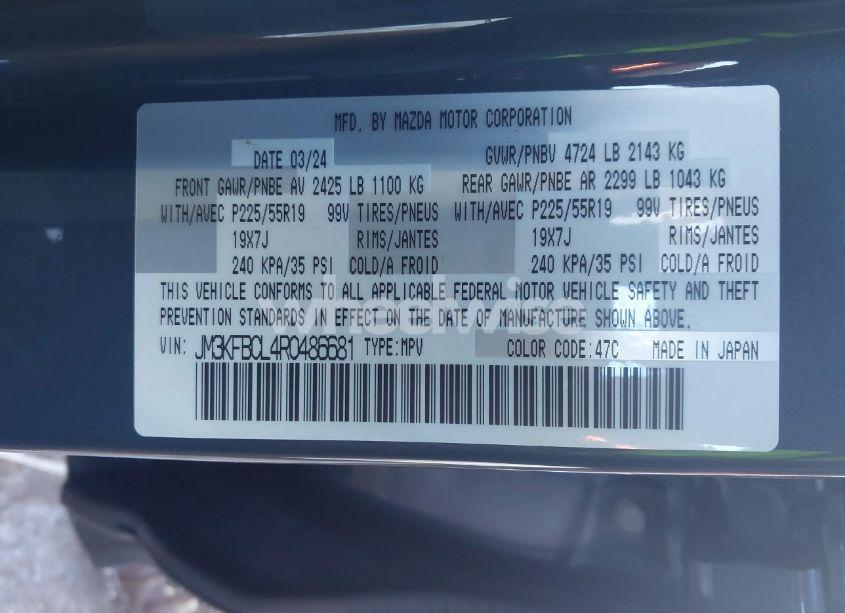 MFD. BY MAZDA MOTOR CORPORATION
DATE 03/24 GVWR/PNBV 4724 LB 2143 KG
FRONT GAWR/PNBE AV 2425 LB 1100 KG REAR GAWR/PNBE AR 2299 LB 1043 KG
WITH/AVEC P225/55R19 99V TIRES/PNEUS WITH/AVEC P225/55R19 99V TIRES/PNEUS
19X7J RIMS/JANTES 19X7J RIMS/JANTES
240 KPA/35 PSI COLD/A FROID 240 KPA/35 PSI COLD/A FROID
THIS VEHICLE CONFORMS TO ALL APPLICABLE FEDERAL MOTOR VEHICLE SAFETY AND THEFT
wheelwise
PREVENTION STANDARDS IN EFFECT ON THE DATE OF MANUFACTURE SHOWN ABOVE.
VIN: JM3KFBCL4R0486681 TYPE:MPV COLOR CODE:47C MADE IN JAPAN